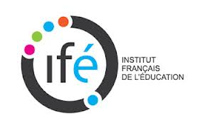 ifé
INSTITUT
FRANÇAIS
DE L'ÉDUCATION